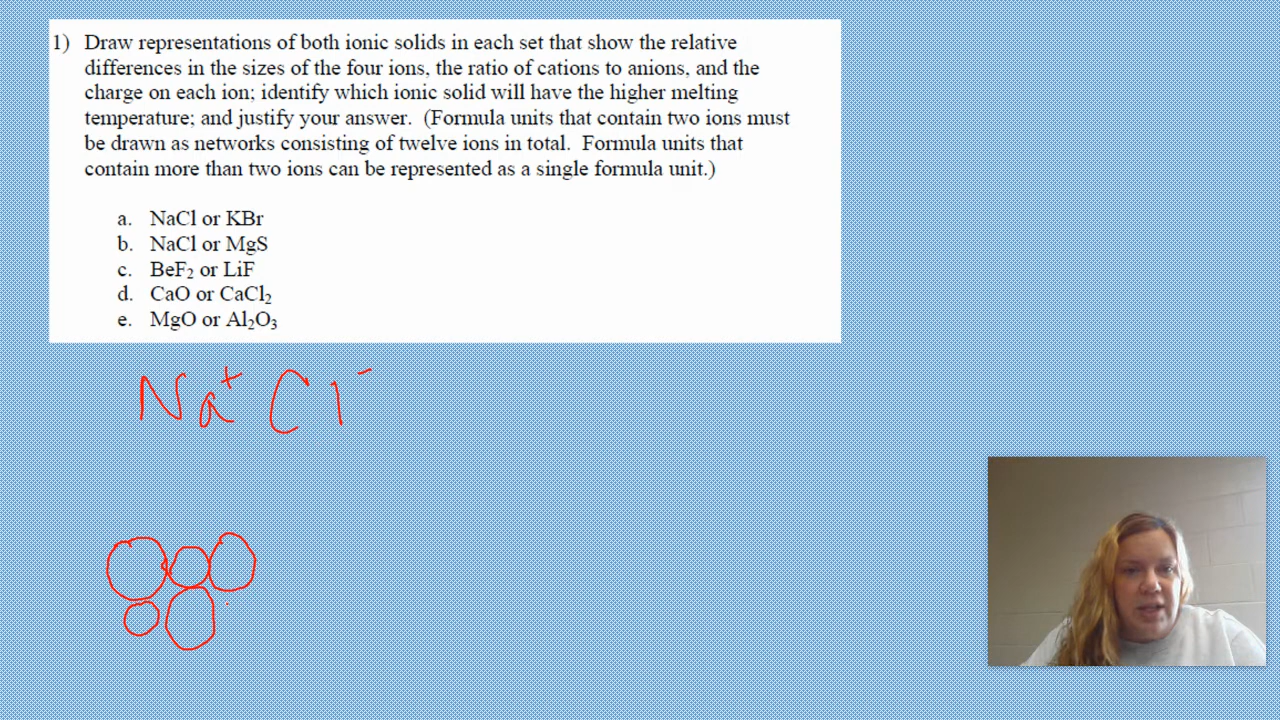 1) Draw representations of both ionic solids in each set that show the relative
differences in the sizes of the four ions, the ratio of cations to anions, and the
charge on each ion; identify which ionic solid will have the higher melting
temperature; and justify your answer. (Formula units that contain two ions must
be drawn as networks consisting of twelve ions in total. Formula units that
contain more than two ions can be represented as a single formula unit.)
a. NaCl or KBr
b. NaCl or MgS
c. BeF₂ or LiF
d. CaO or CaCl₂
e. MgO or Al₂O₃
Na⁺ Cl⁻